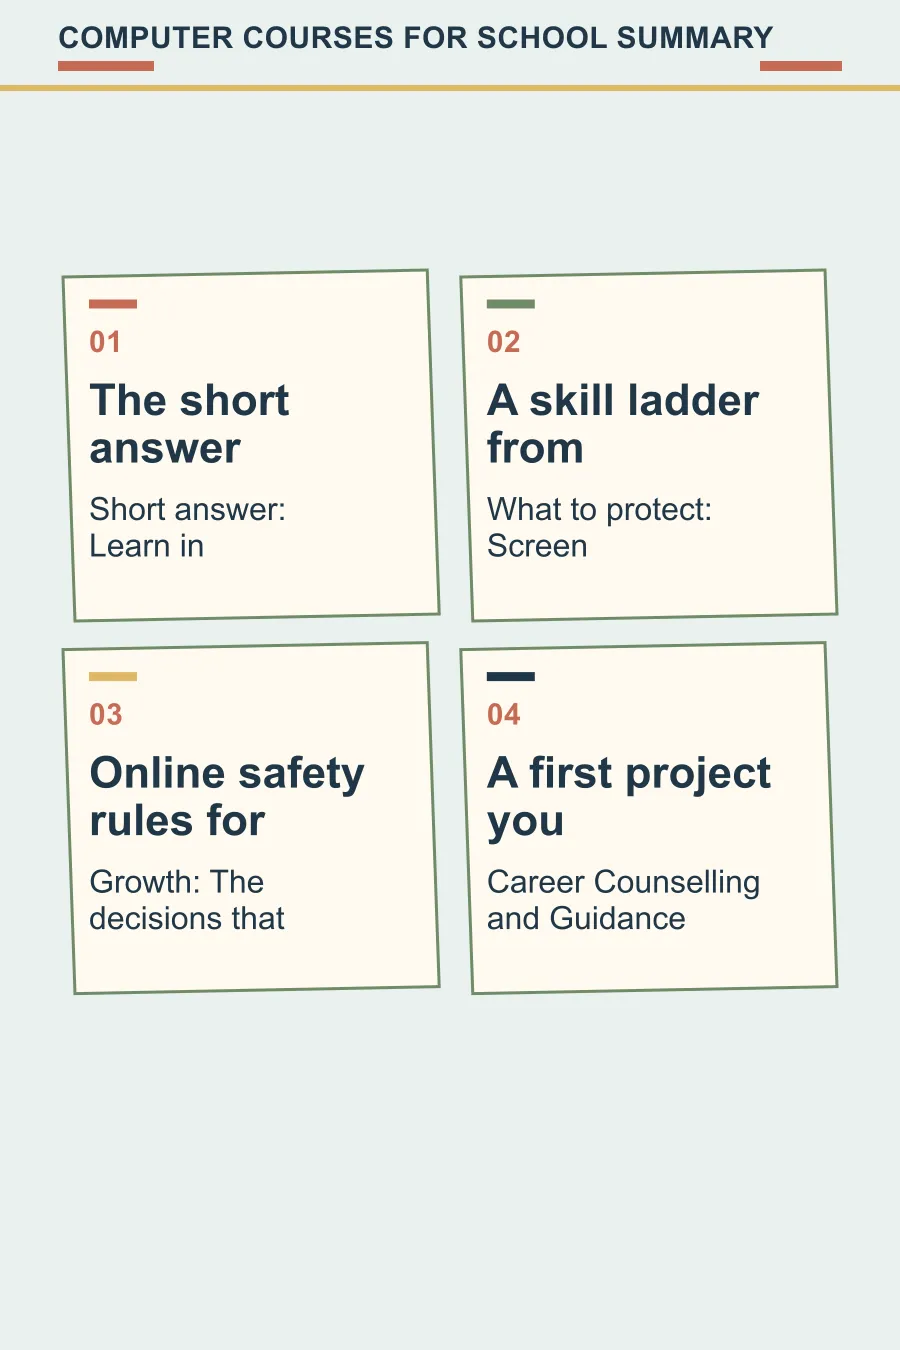 COMPUTER COURSES FOR SCHOOL SUMMARY
01
The short
answer
Short answer:
Learn in
02
A skill ladder
from
What to protect:
Screen
03
Online safety
rules for
Growth: The
decisions that
04
A first project
you
Career Counselling
and Guidance